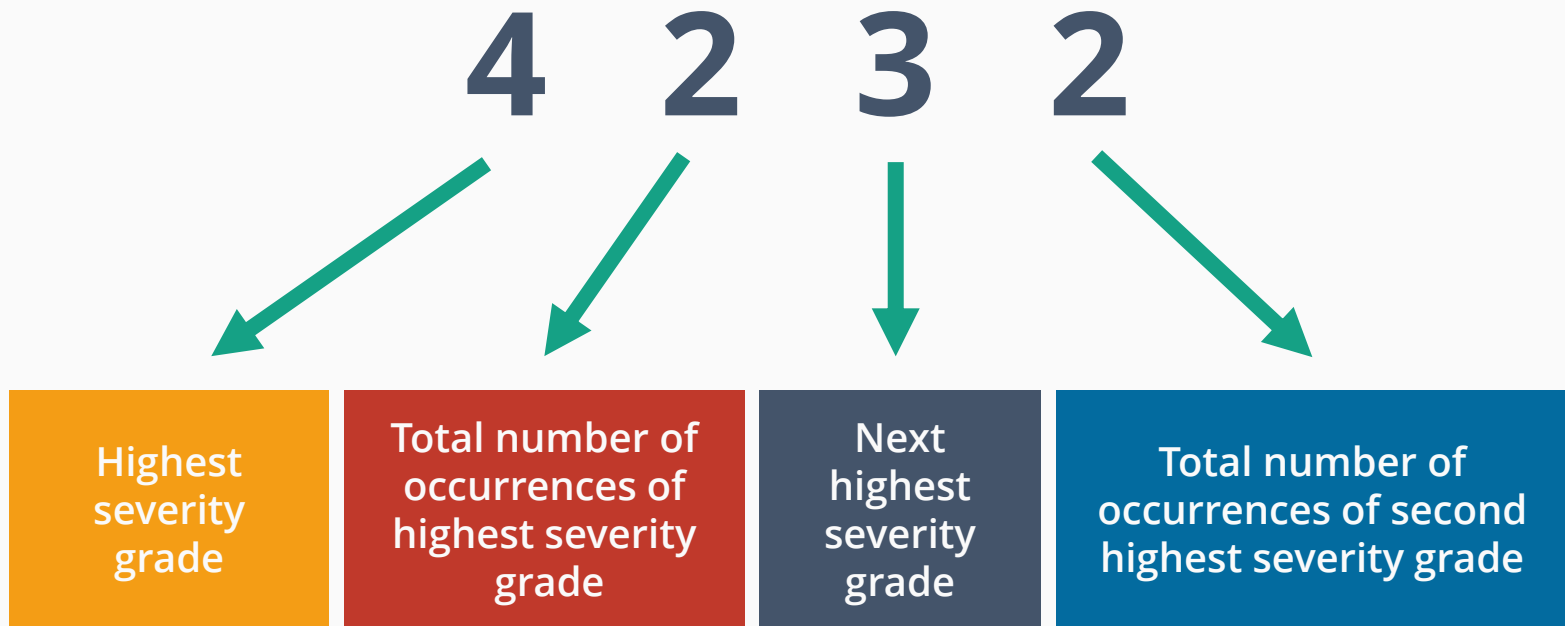 4 2 3 2
Highest
severity
grade
Total number of
occurrences of
highest severity
grade
Next
highest
severity
grade
Total number of
occurrences of second
highest severity grade